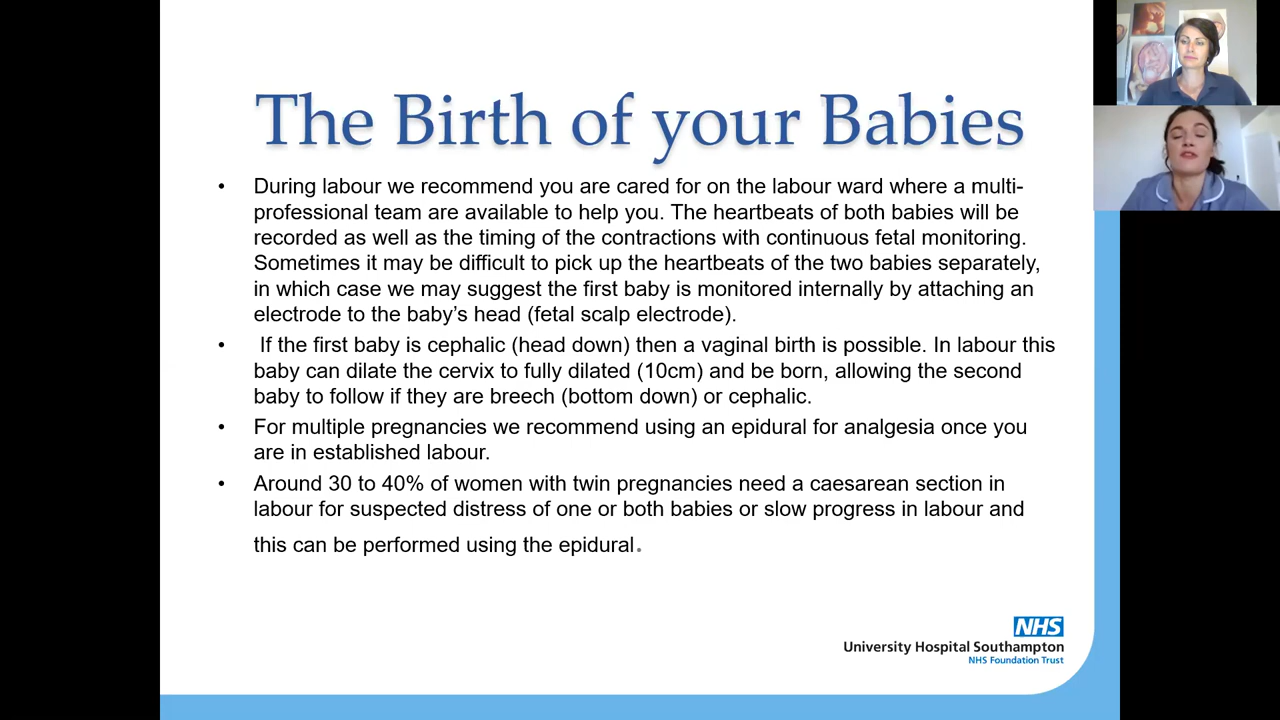 The Birth of your Babies
• During labour we recommend you are cared for on the labour ward where a multi-
professional team are available to help you. The heartbeats of both babies will be
recorded as well as the timing of the contractions with continuous fetal monitoring.
Sometimes it may be difficult to pick up the heartbeats of the two babies separately,
in which case we may suggest the first baby is monitored internally by attaching an
electrode to the baby’s head (fetal scalp electrode).
• If the first baby is cephalic (head down) then a vaginal birth is possible. In labour this
baby can dilate the cervix to fully dilated (10cm) and be born, allowing the second
baby to follow if they are breech (bottom down) or cephalic.
• For multiple pregnancies we recommend using an epidural for analgesia once you
are in established labour.
• Around 30 to 40% of women with twin pregnancies need a caesarean section in
labour for suspected distress of one or both babies or slow progress in labour and
this can be performed using the epidural.
NHS
University Hospital Southampton
NHS Foundation Trust